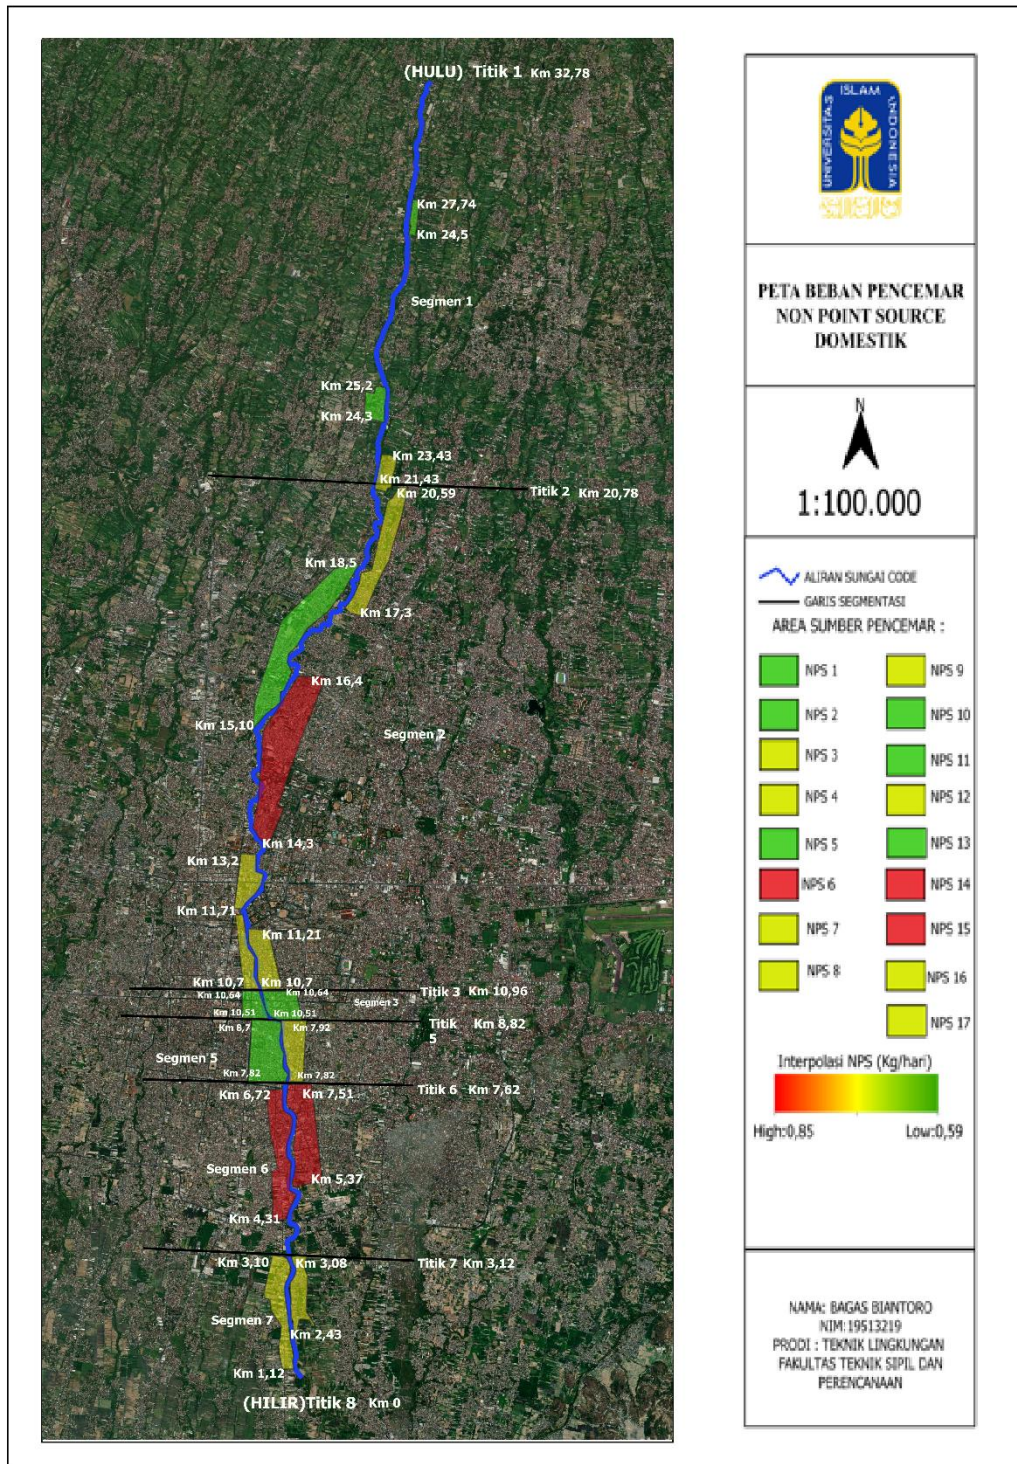 (HULU) Titik 1 Km 32,78
Km 27,74
Km 24,5
Segmen 1
Km 25,2
Km 24,3
Km 23,43
Km 21,43
Km 20,59
Titik 2 Km 20,78
Km 18,5
Km 17,3
Km 16,4
Km 15,10
Segmen 2
Km 14,3
Km 13,2
Km 11,71
Km 11,21
Km 10,7 Km 10,7
Titik 3 Km 10,96
Km 10,64 Km 10,64
Segmen 3
Km 10,51 Km 10,51
Km 8,7 Km 7,92
Titik Km 8,82
5
Segmen 5
Km 7,82 Km 7,82
Titik 6 Km 7,62
Km 6,72 Km 7,51
Segmen 6
Km 5,37
Km 4,31
Km 3,10 Km 3,08
Titik 7 Km 3,12
Segmen 7
Km 2,43
Km 1,12
(HILIR)Titik 8 Km 0
UNIVERSITAS
ISLAM
INDONESIA
PETA BEBAN PENCEMAR
NON POINT SOURCE
DOMESTIK
N
1:100.000
ALIRAN SUNGAI CODE
GARIS SEGMENTASI
AREA SUMBER PENCEMAR :
NPS 1
NPS 2
NPS 3
NPS 4
NPS 5
NPS 6
NPS 7
NPS 8
NPS 9
NPS 10
NPS 11
NPS 12
NPS 13
NPS 14
NPS 15
NPS 16
NPS 17
Interpolasi NPS (Kg/hari)
High:0,85 Low:0,59
NAMA: BAGAS BIANTORO
NIM:19513219
PRODI : TEKNIK LINGKUNGAN
FAKULTAS TEKNIK SIPIL DAN
PERENCANAAN